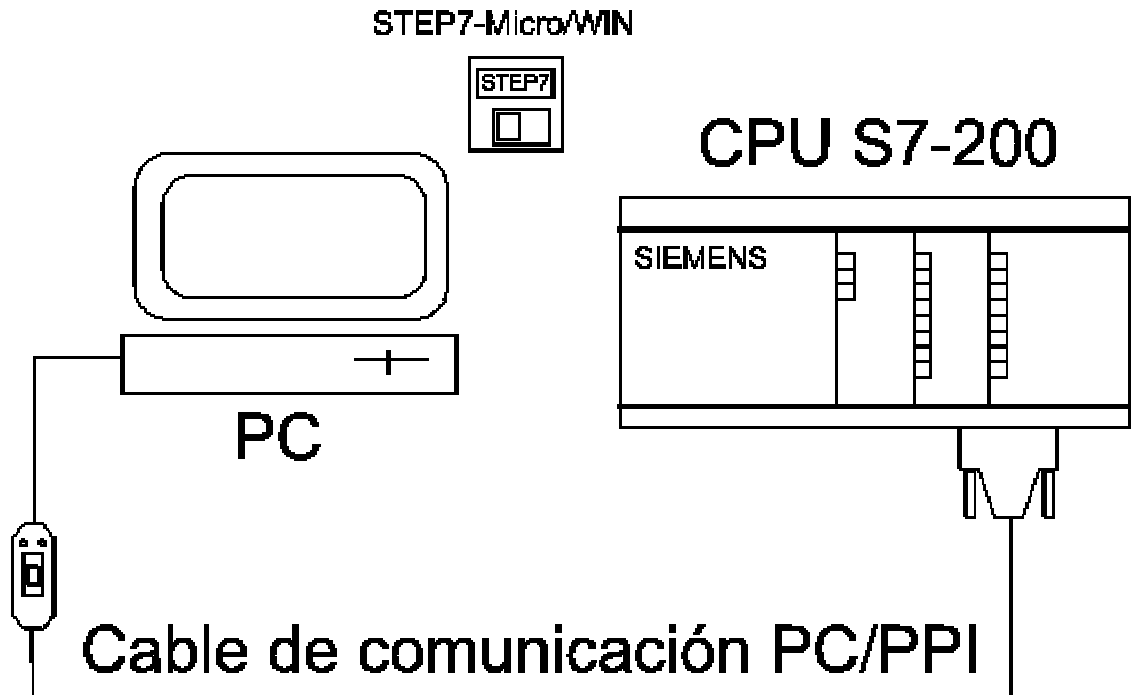 STEP7-Micro/WIN
STEP7
CPU S7-200
SIEMENS
PC
Cable de comunicación PC/PPI